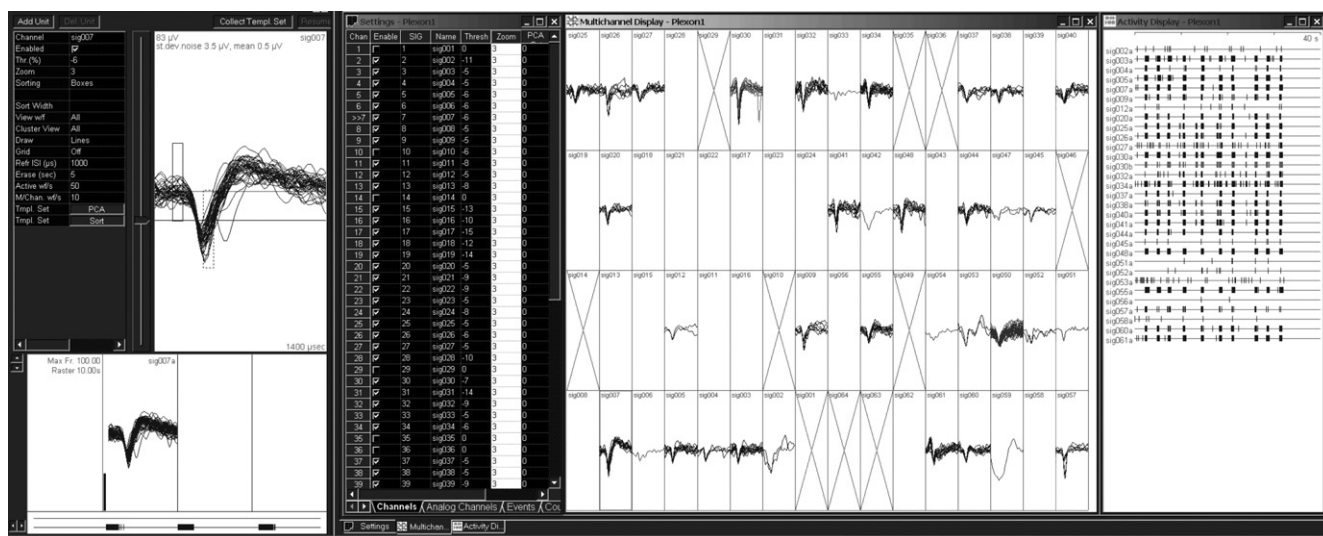 Add Unit Del. Unit Collect Templ. Set Resume
Channel sig007
Enabled
Thr.(%) -6
Zoom 3
Sorting Boxes
Sort Width
View w/f All
Cluster View All
Draw Lines
Grid Off
Refr ISI (µs) 1000
Erase (sec) 5
Active wf/s 50
M/Chan. wf/s 10
Tmpl. Set PCA
Tmpl. Set Sort
83 µV sig007
st.dev.noise 3.5 µV, mean 0.5 µV
1400 µsec
Max Fr. 100.00 sig007a
Raster 10.00s
Settings - Plexon1
Chan Enable SIG Name Thresh Zoom PCA
1 1 sig001 0 3 0
2 2 sig002 -11 3 0
3 3 sig003 -5 3 0
4 4 sig004 -5 3 0
5 5 sig005 -6 3 0
6 6 sig006 -6 3 0
>>7 7 sig007 -6 3 0
8 8 sig008 -5 3 0
9 9 sig009 -5 3 0
10 10 sig010 -6 3 0
11 11 sig011 -8 3 0
12 12 sig012 -5 3 0
13 13 sig013 -8 3 0
14 14 sig014 0 3 0
15 15 sig015 -13 3 0
16 16 sig016 -10 3 0
17 17 sig017 -15 3 0
18 18 sig018 -12 3 0
19 19 sig019 -14 3 0
20 20 sig020 -5 3 0
21 21 sig021 -9 3 0
22 22 sig022 -9 3 0
23 23 sig023 -5 3 0
24 24 sig024 -8 3 0
25 25 sig025 -5 3 0
26 26 sig026 -6 3 0
27 27 sig027 -5 3 0
28 28 sig028 -10 3 0
29 29 sig029 0 3 0
30 30 sig030 -7 3 0
31 31 sig031 -14 3 0
32 32 sig032 -9 3 0
33 33 sig033 -5 3 0
34 34 sig034 -6 3 0
35 35 sig035 0 3 0
36 36 sig036 0 3 0
37 37 sig037 -5 3 0
38 38 sig038 -5 3 0
39 39 sig039 -9 3 0
Channels Analog Channels Events Cou
Settings Multichan... Activity Di...
Multichannel Display - Plexon1
sig025 sig026 sig027 sig028 sig029 sig030 sig031 sig032 sig033 sig034 sig035 sig036 sig037 sig038 sig039 sig040
sig019 sig020 sig018 sig021 sig022 sig017 sig023 sig024 sig041 sig042 sig048 sig043 sig044 sig047 sig045 sig046
sig014 sig013 sig015 sig012 sig011 sig016 sig010 sig009 sig056 sig055 sig049 sig054 sig053 sig050 sig052 sig051
sig008 sig007 sig006 sig005 sig004 sig003 sig002 sig001 sig064 sig063 sig062 sig061 sig060 sig059 sig058 sig057
Activity Display - Plexon1
40 s
sig002a
sig003a
sig004a
sig005a
sig007a
sig009a
sig012a
sig020a
sig025a
sig026a
sig027a
sig030a
sig030b
sig032a
sig034a
sig037a
sig038a
sig040a
sig041a
sig044a
sig045a
sig048a
sig051a
sig052a
sig053a
sig055a
sig056a
sig057a
sig058a
sig060a
sig061a